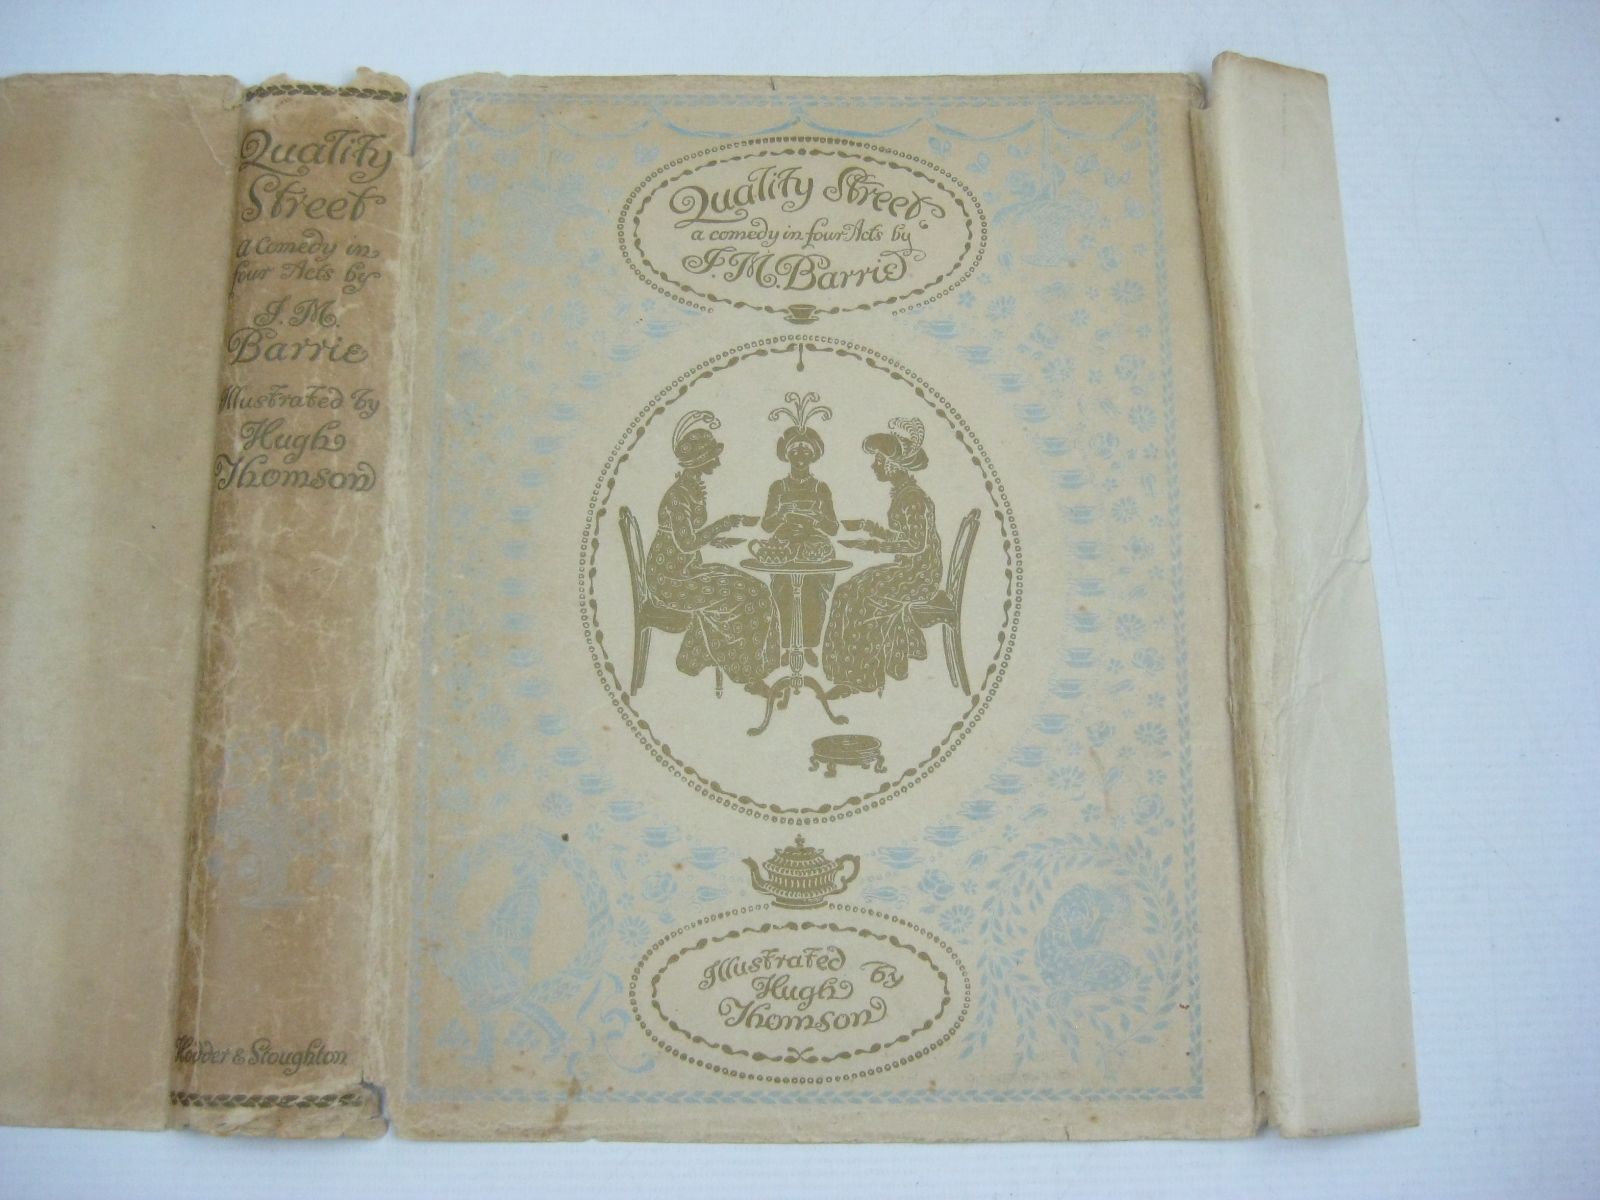 Quality
Street
a comedy in
four Acts by
J. M.
Barrie
Illustrated by
Hugh
Thomson
Hodder & Stoughton
Quality Street
a comedy in four Acts by
J. M. Barrie
Illustrated by
Hugh
Thomson